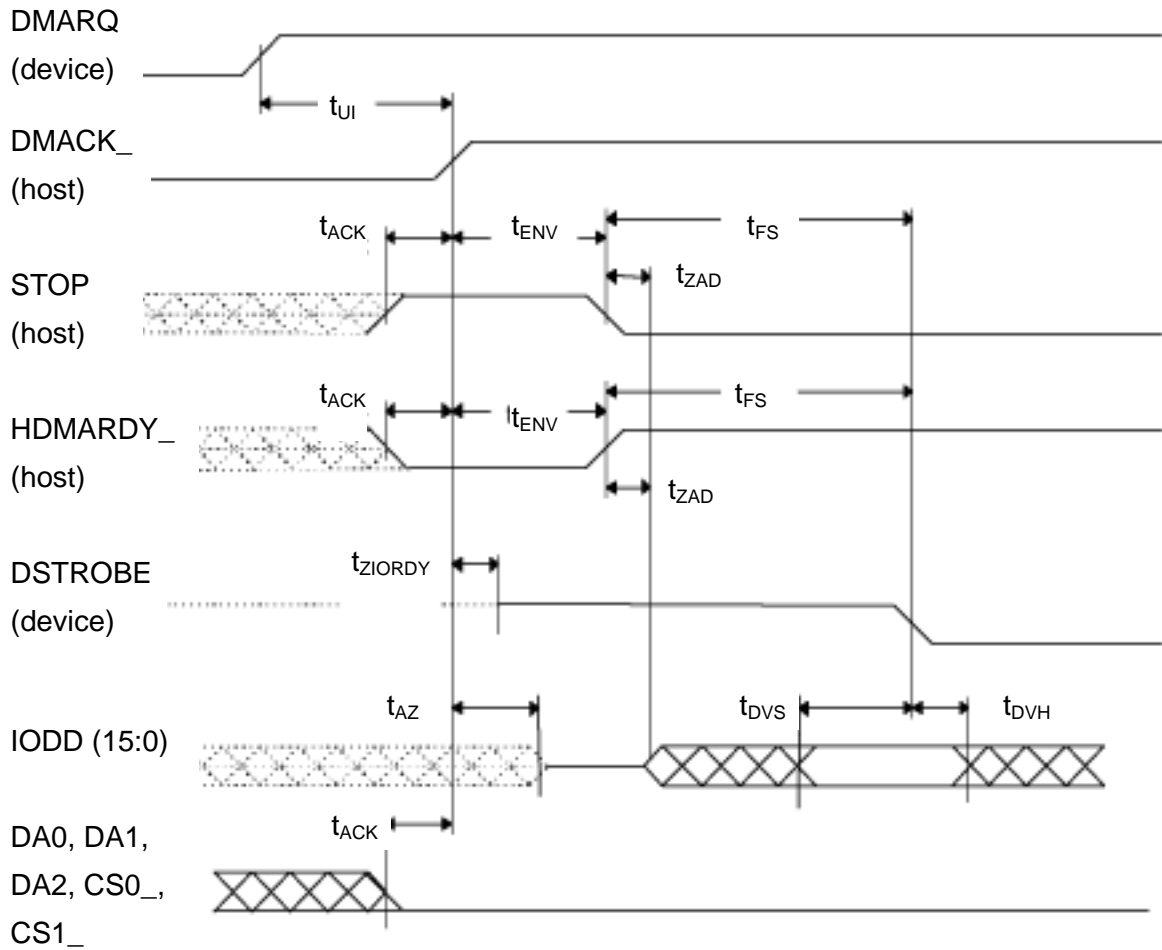 DMARQ
(device)
tUI
DMACK_
(host)
tACK
tENV
tFS
tZAD
STOP
(host)
tACK
tENV
tFS
HDMARDY_
(host)
tZAD
tZIORDY
DSTROBE
(device)
tAZ
tDVS
tDVH
IODD (15:0)
tACK
DA0, DA1,
DA2, CS0_,
CS1_